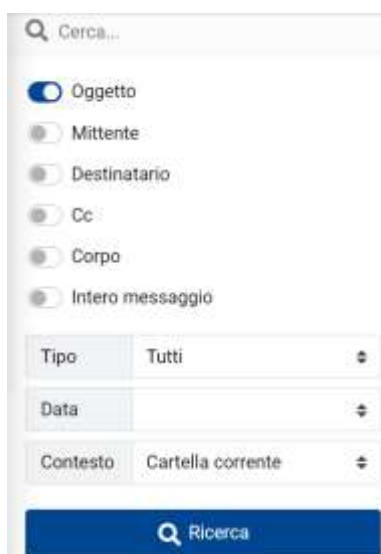 Cerca...
Oggetto
Mittente
Destinatario
Cc
Corpo
Intero messaggio
Tipo Tutti
Data
Contesto Cartella corrente
Ricerca